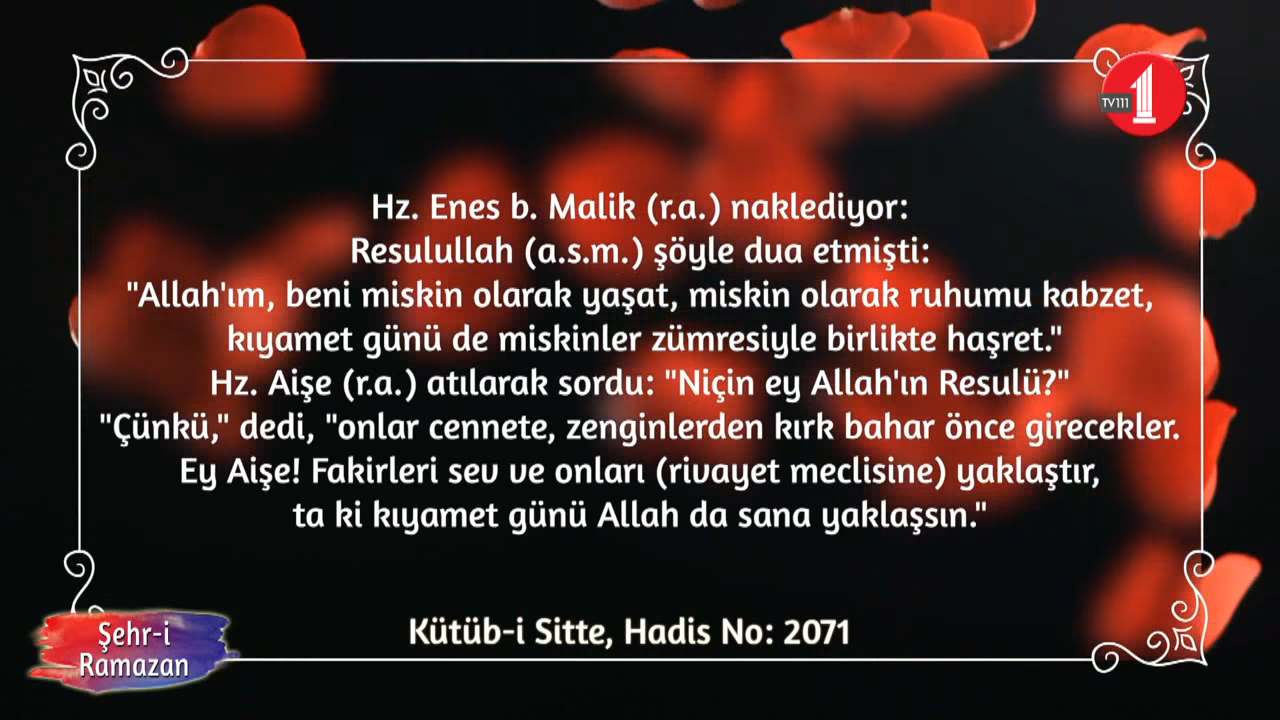 TV111
1
Hz. Enes b. Malik (r.a.) naklediyor:
Resulullah (a.s.m.) şöyle dua etmişti:
"Allah'ım, beni miskin olarak yaşat, miskin olarak ruhumu kabzet,
kıyamet günü de miskinler zümresiyle birlikte haşret."
Hz. Aişe (r.a.) atılarak sordu: "Niçin ey Allah'ın Resulü?"
"Çünkü," dedi, "onlar cennete, zenginlerden kırk bahar önce girecekler.
Ey Aişe! Fakirleri sev ve onları (rivayet meclisine) yaklaştır,
ta ki kıyamet günü Allah da sana yaklaşsın."
Kütüb-i Sitte, Hadis No: 2071
Şehr-i
Ramazan